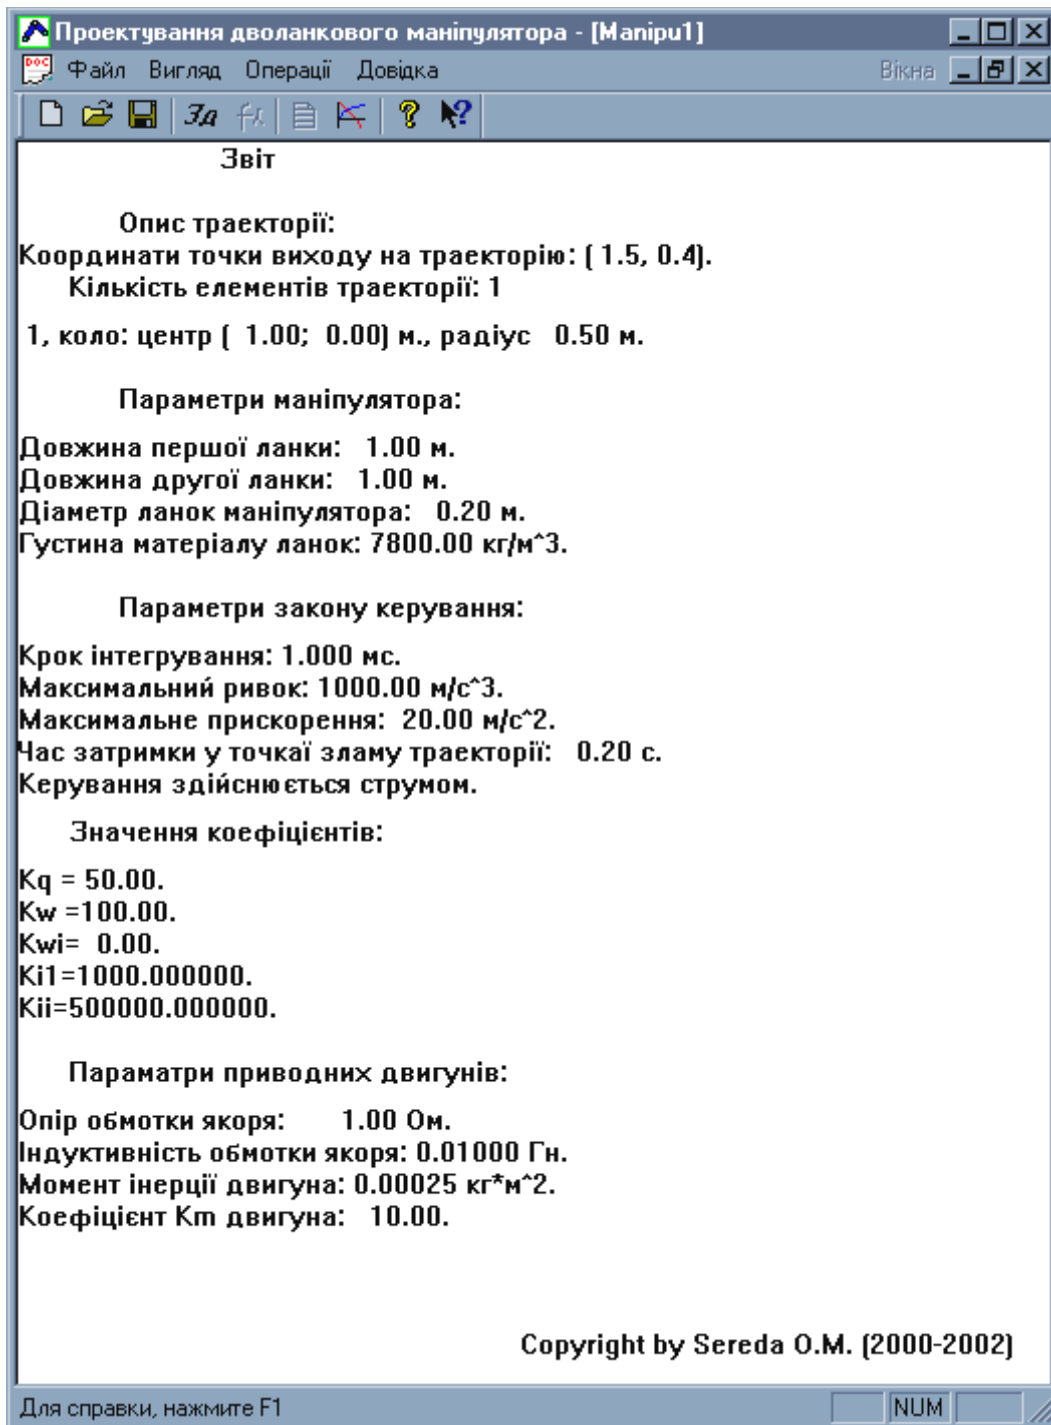 Проектування дволанкового маніпулятора - [Manipu1]
Файл Вигляд Операції Довідка Вікна
Звіт
Опис траекторії:
Координати точки виходу на траекторію: ( 1.5, 0.4).
Кількість елементів траекторії: 1
1, коло: центр ( 1.00; 0.00) м., радіус 0.50 м.
Параметри маніпулятора:
Довжина першої ланки: 1.00 м.
Довжина другої ланки: 1.00 м.
Діаметр ланок маніпулятора: 0.20 м.
Густина матеріалу ланок: 7800.00 кг/м^3.
Параметри закону керування:
Крок інтегрування: 1.000 мс.
Максимальний ривок: 1000.00 м/с^3.
Максимальне прискорення: 20.00 м/с^2.
Час затримки у точкаї зламу траекторії: 0.20 с.
Керування здійснюється струмом.
Значення коефіцієнтів:
Kq = 50.00.
Kw =100.00.
Kwi= 0.00.
Ki1=1000.000000.
Kii=500000.000000.
Параматри приводних двигунів:
Опір обмотки якоря: 1.00 Ом.
Індуктивність обмотки якоря: 0.01000 Гн.
Момент інерції двигуна: 0.00025 кг*м^2.
Коефіцієнт Km двигуна: 10.00.
Copyright by Sereda O.M. (2000-2002)
Для справки, нажмите F1 NUM